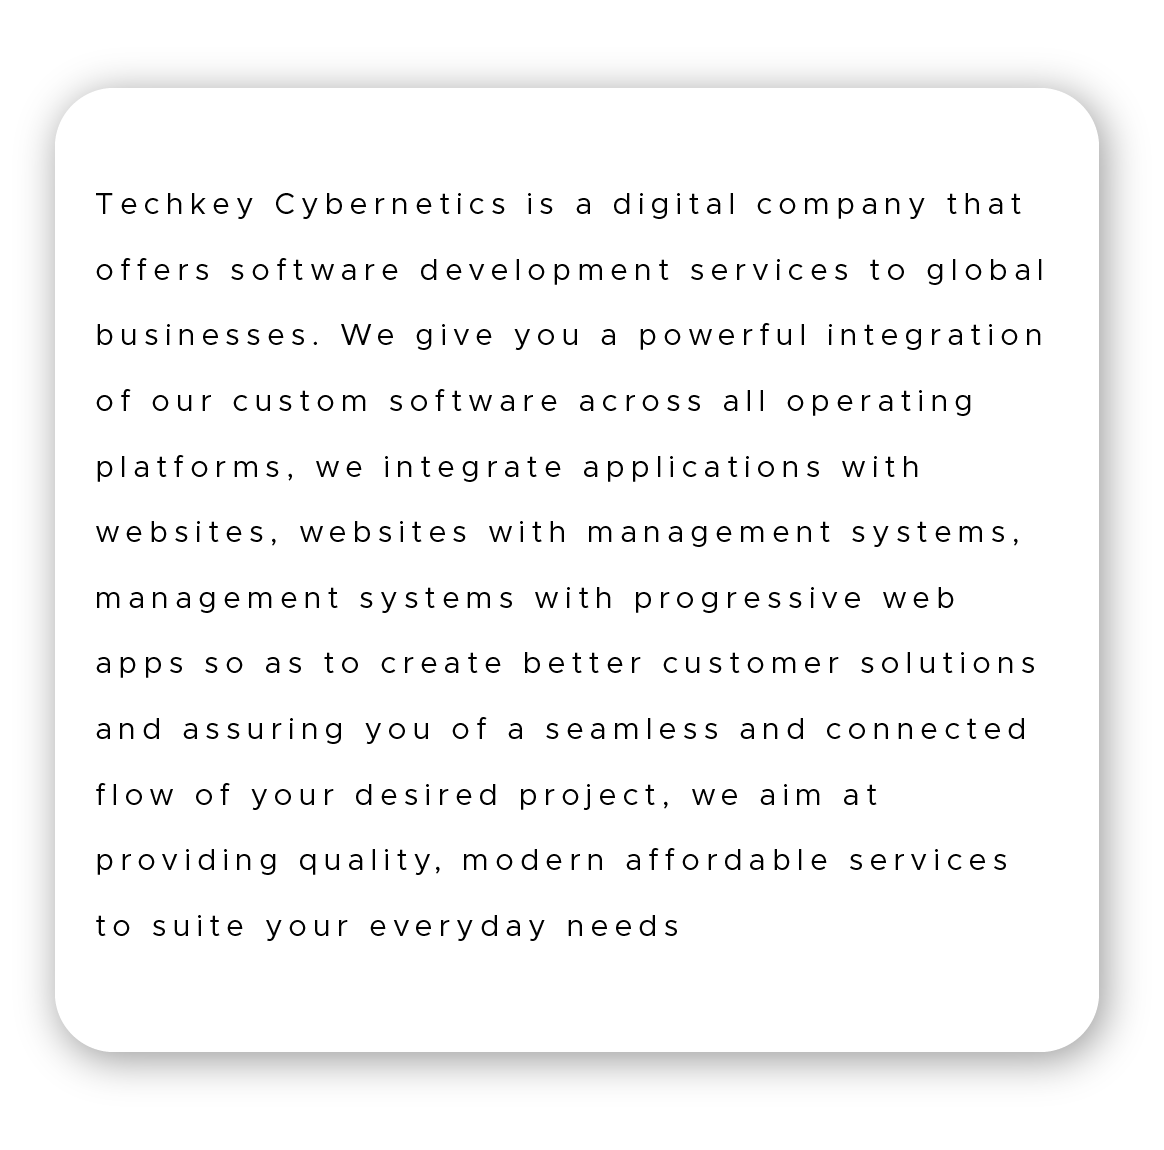 Techkey Cybernetics is a digital company that
offers software development services to global
businesses. We give you a powerful integration
of our custom software across all operating
platforms, we integrate applications with
websites, websites with management systems,
management systems with progressive web
apps so as to create better customer solutions
and assuring you of a seamless and connected
flow of your desired project, we aim at
providing quality, modern affordable services
to suite your everyday needs